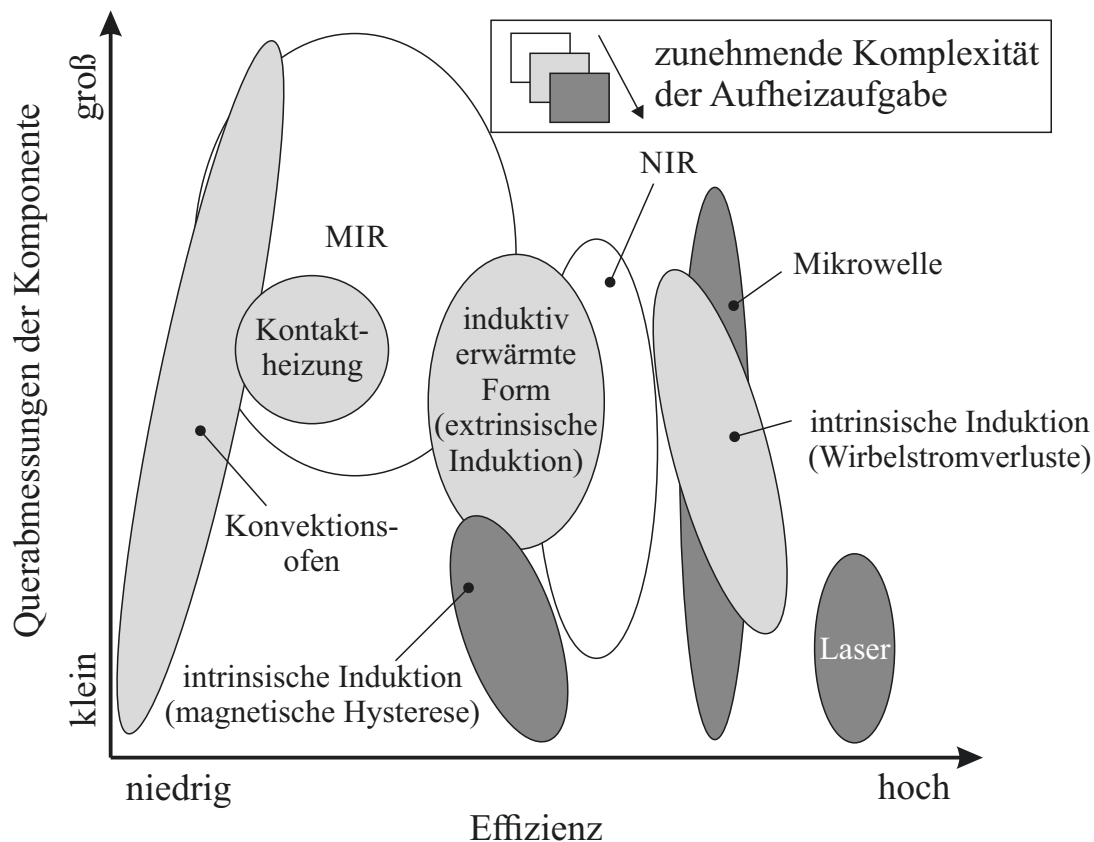 zunehmende Komplexität
der Aufheizaufgabe
Querabmessungen der Komponente
groß
klein
NIR
MIR
Mikrowelle
Kontakt-
heizung
induktiv
erwärmte
Form
(extrinsische
Induktion)
intrinsische Induktion
(Wirbelstromverluste)
Konvektions-
ofen
Laser
intrinsische Induktion
(magnetische Hysterese)
niedrig
hoch
Effizienz